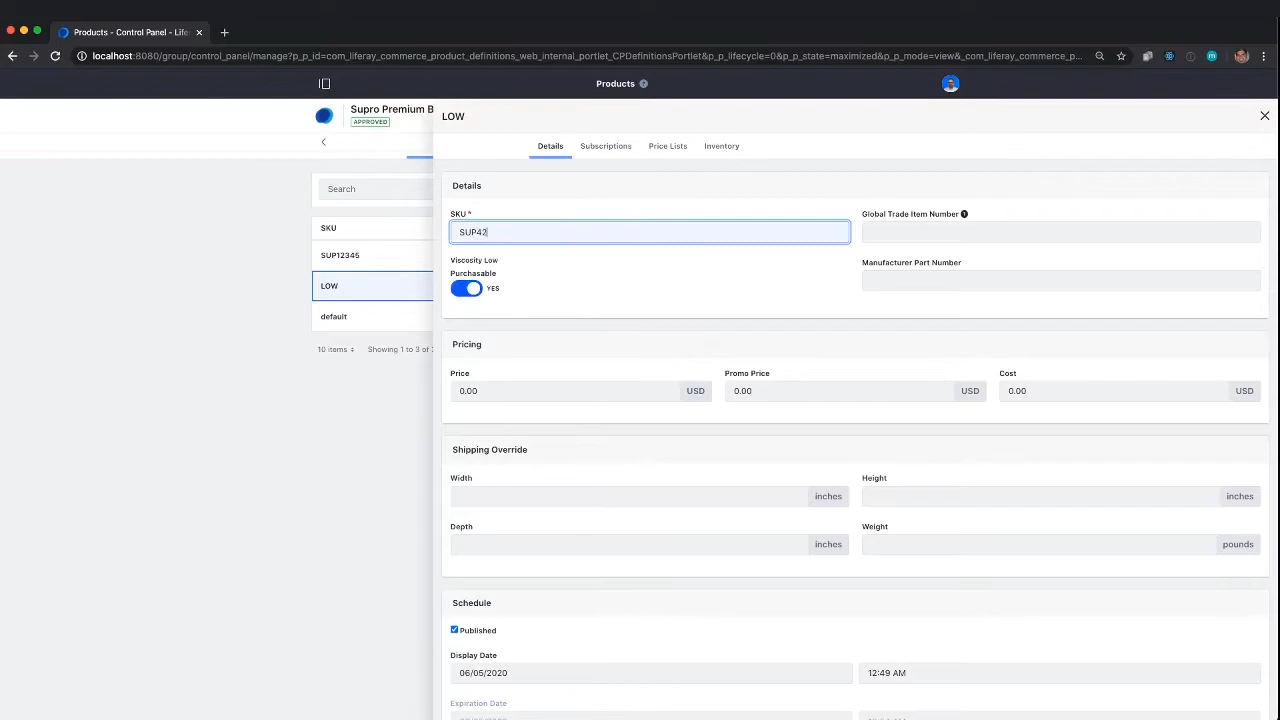 Products - Control Panel - Life
localhost:8080/group/control_panel/manage?p_p_id=com_liferay_commerce_product_definitions_web_internal_portlet_CPDefinitionsPortlet&p_p_lifecycle=0&p_p_state=maximized&p_p_mode=view&_com_liferay_commerce_p...
Products
Supro Premium B
APPROVED
LOW
Details Subscriptions Price Lists Inventory
Search
SKU
SUP12345
LOW
default
10 items Showing 1 to 3 of
Details
SKU *
SUP42
Global Trade Item Number
Viscosity Low
Manufacturer Part Number
Purchasable
YES
Pricing
Price Promo Price Cost
0.00 USD 0.00 USD 0.00 USD
Shipping Override
Width Height
inches inches
Depth Weight
inches pounds
Schedule
Published
Display Date
06/05/2020 12:49 AM
Expiration Date